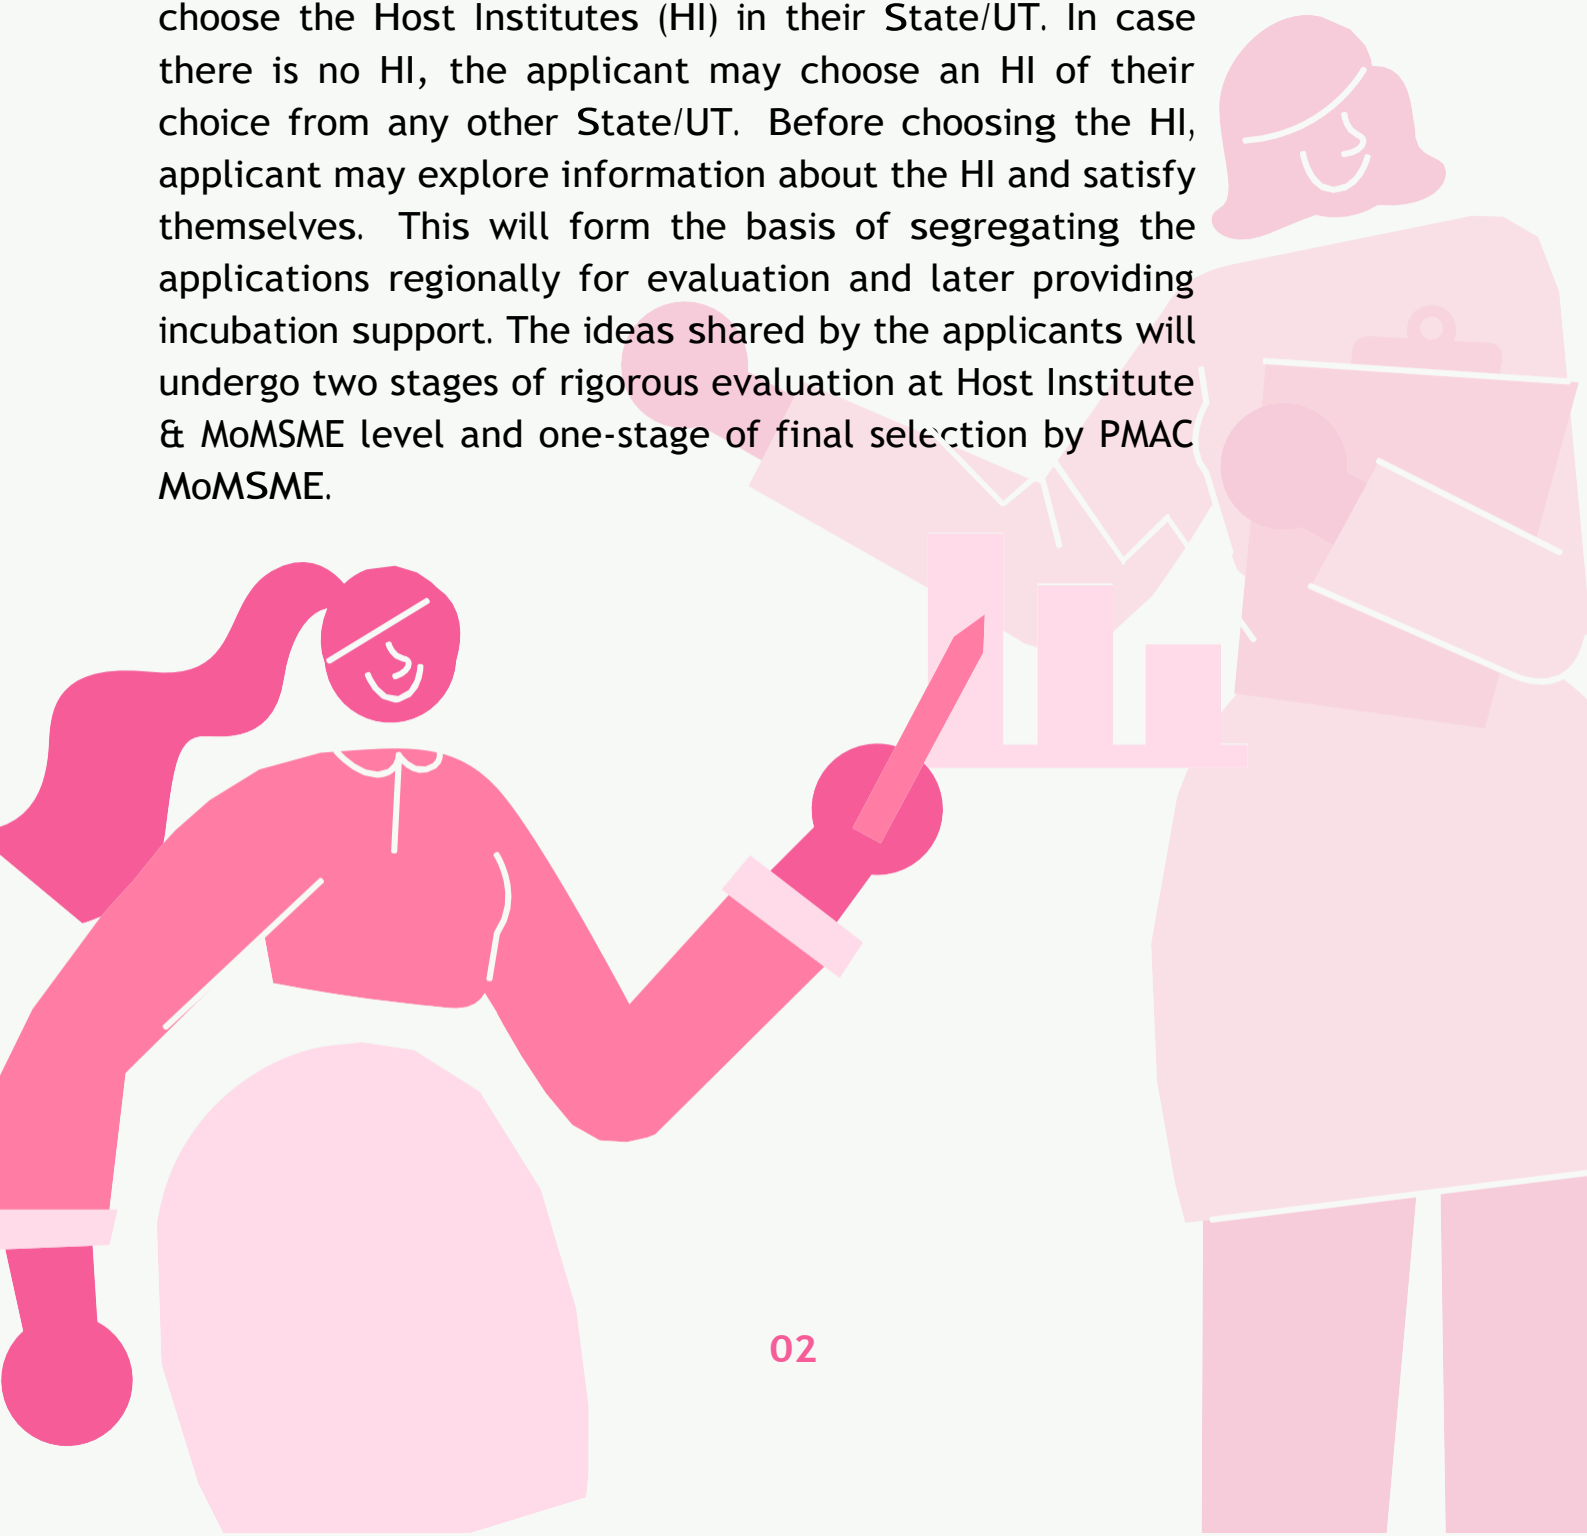 choose the Host Institutes (HI) in their State/UT. In case
there is no HI, the applicant may choose an HI of their
choice from any other State/UT. Before choosing the HI,
applicant may explore information about the HI and satisfy
themselves. This will form the basis of segregating the
applications regionally for evaluation and later providing
incubation support. The ideas shared by the applicants will
undergo two stages of rigorous evaluation at Host Institute
& MoMSME level and one-stage of final selection by PMAC
MoMSME.
02